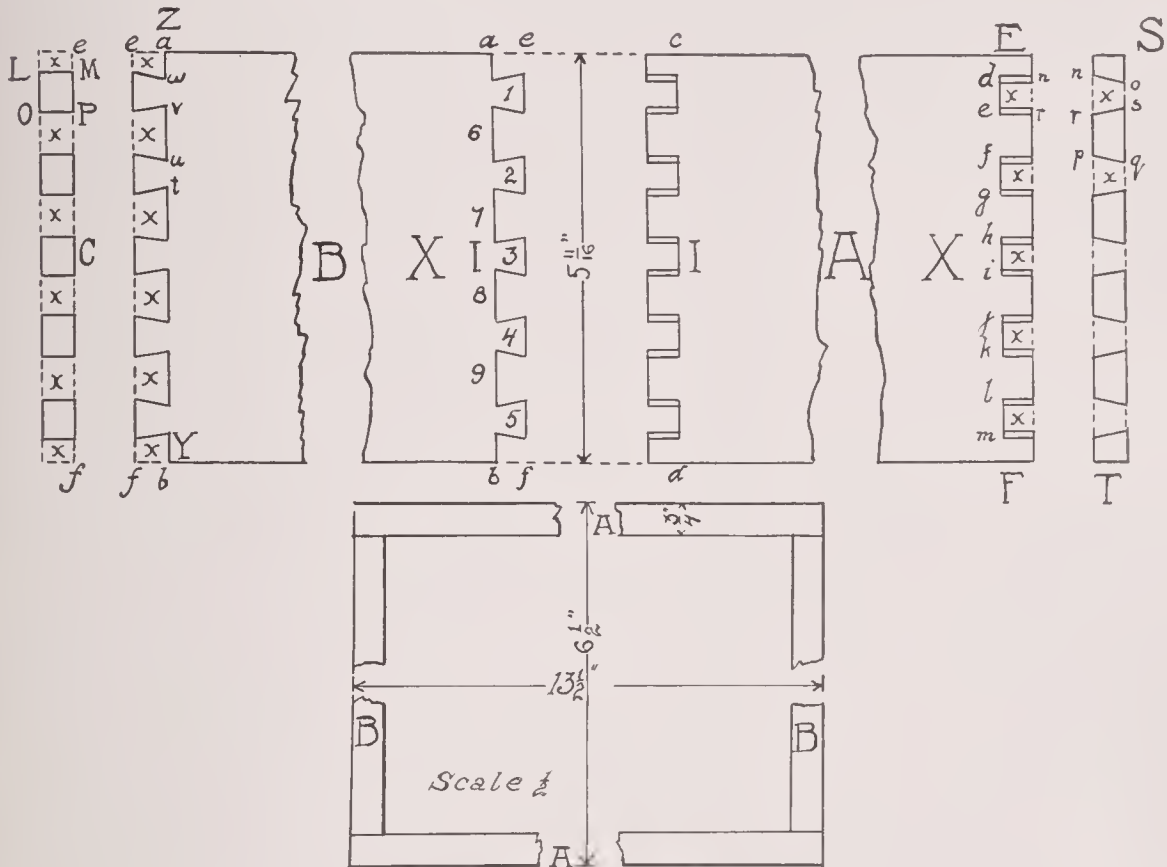 Z
E
S
e e a a e c
L x M x w d n n o
O P v 1 e x r r x s
x x u 6 f p q
t 2 x x
x x 7 g
C B X I 3 5 11/16" I A X h x i
x x 8
4 j x k
x x 9 l
5 x
x x Y m
f f b b f d F T
A 3/4"
6 1/2"
13 1/2"
B B
Scale 1/2
A